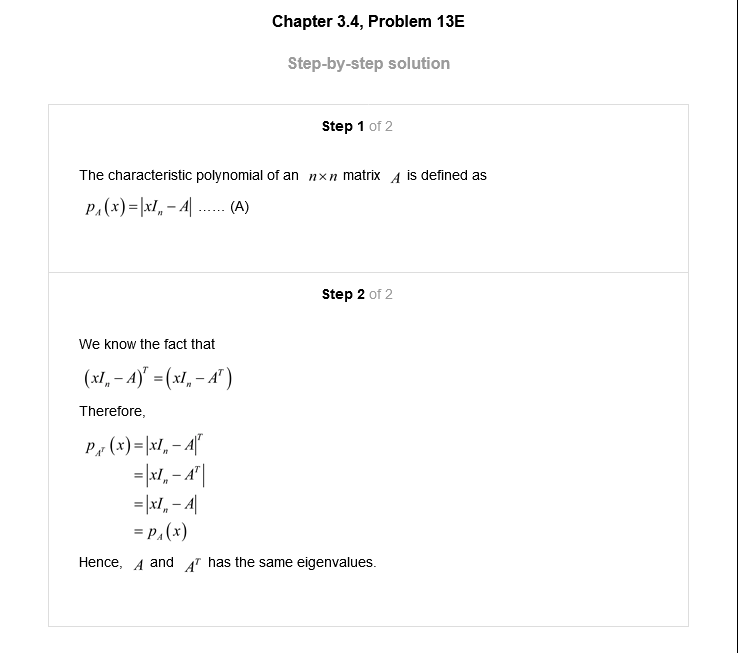 Chapter 3.4, Problem 13E
Step-by-step solution
Step 1 of 2
The characteristic polynomial of an n×n matrix A is defined as
p_A(x)=|xI_n − A| ...... (A)
Step 2 of 2
We know the fact that
(xI_n − A)^T = (xI_n − A^T)
Therefore,
p_{A^T}(x)=|xI_n − A|^T
=|xI_n − A^T|
=|xI_n − A|
= p_A(x)
Hence, A and A^T has the same eigenvalues.